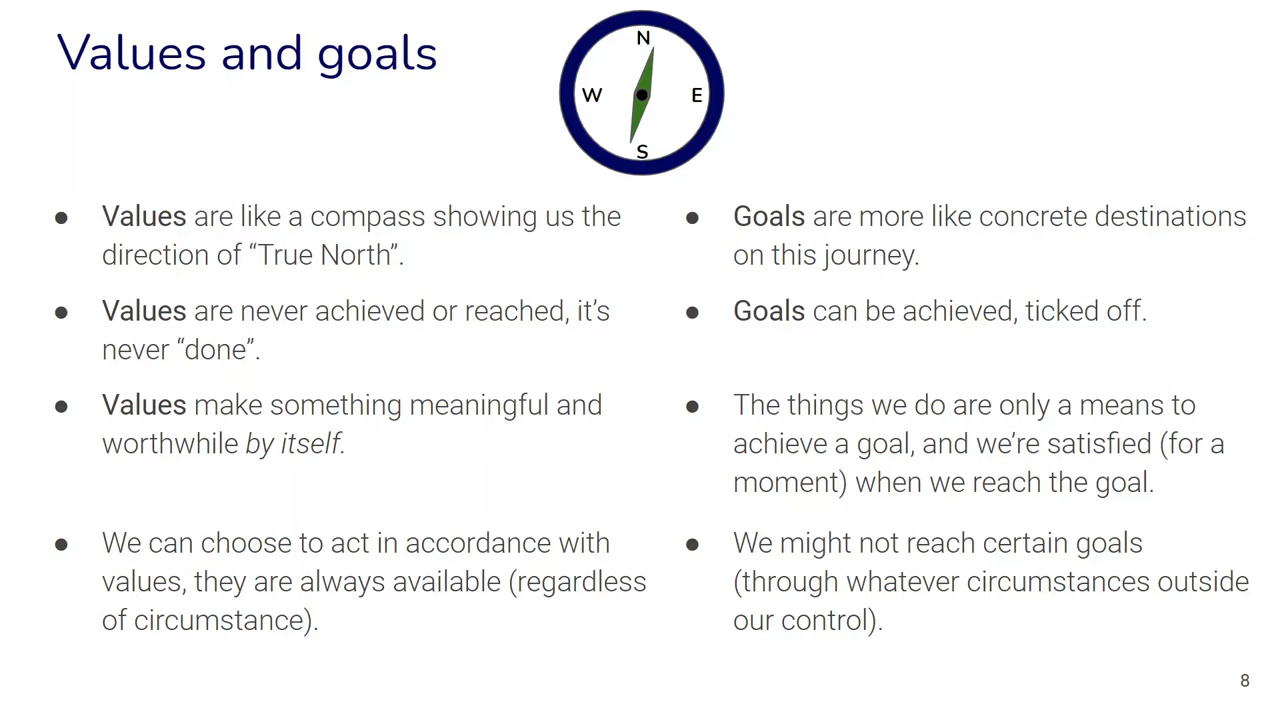 Values and goals
N
W
E
S
● Values are like a compass showing us the
direction of “True North”.
● Values are never achieved or reached, it’s
never “done”.
● Values make something meaningful and
worthwhile by itself.
● We can choose to act in accordance with
values, they are always available (regardless
of circumstance).
● Goals are more like concrete destinations
on this journey.
● Goals can be achieved, ticked off.
● The things we do are only a means to
achieve a goal, and we’re satisfied (for a
moment) when we reach the goal.
● We might not reach certain goals
(through whatever circumstances outside
our control).
8